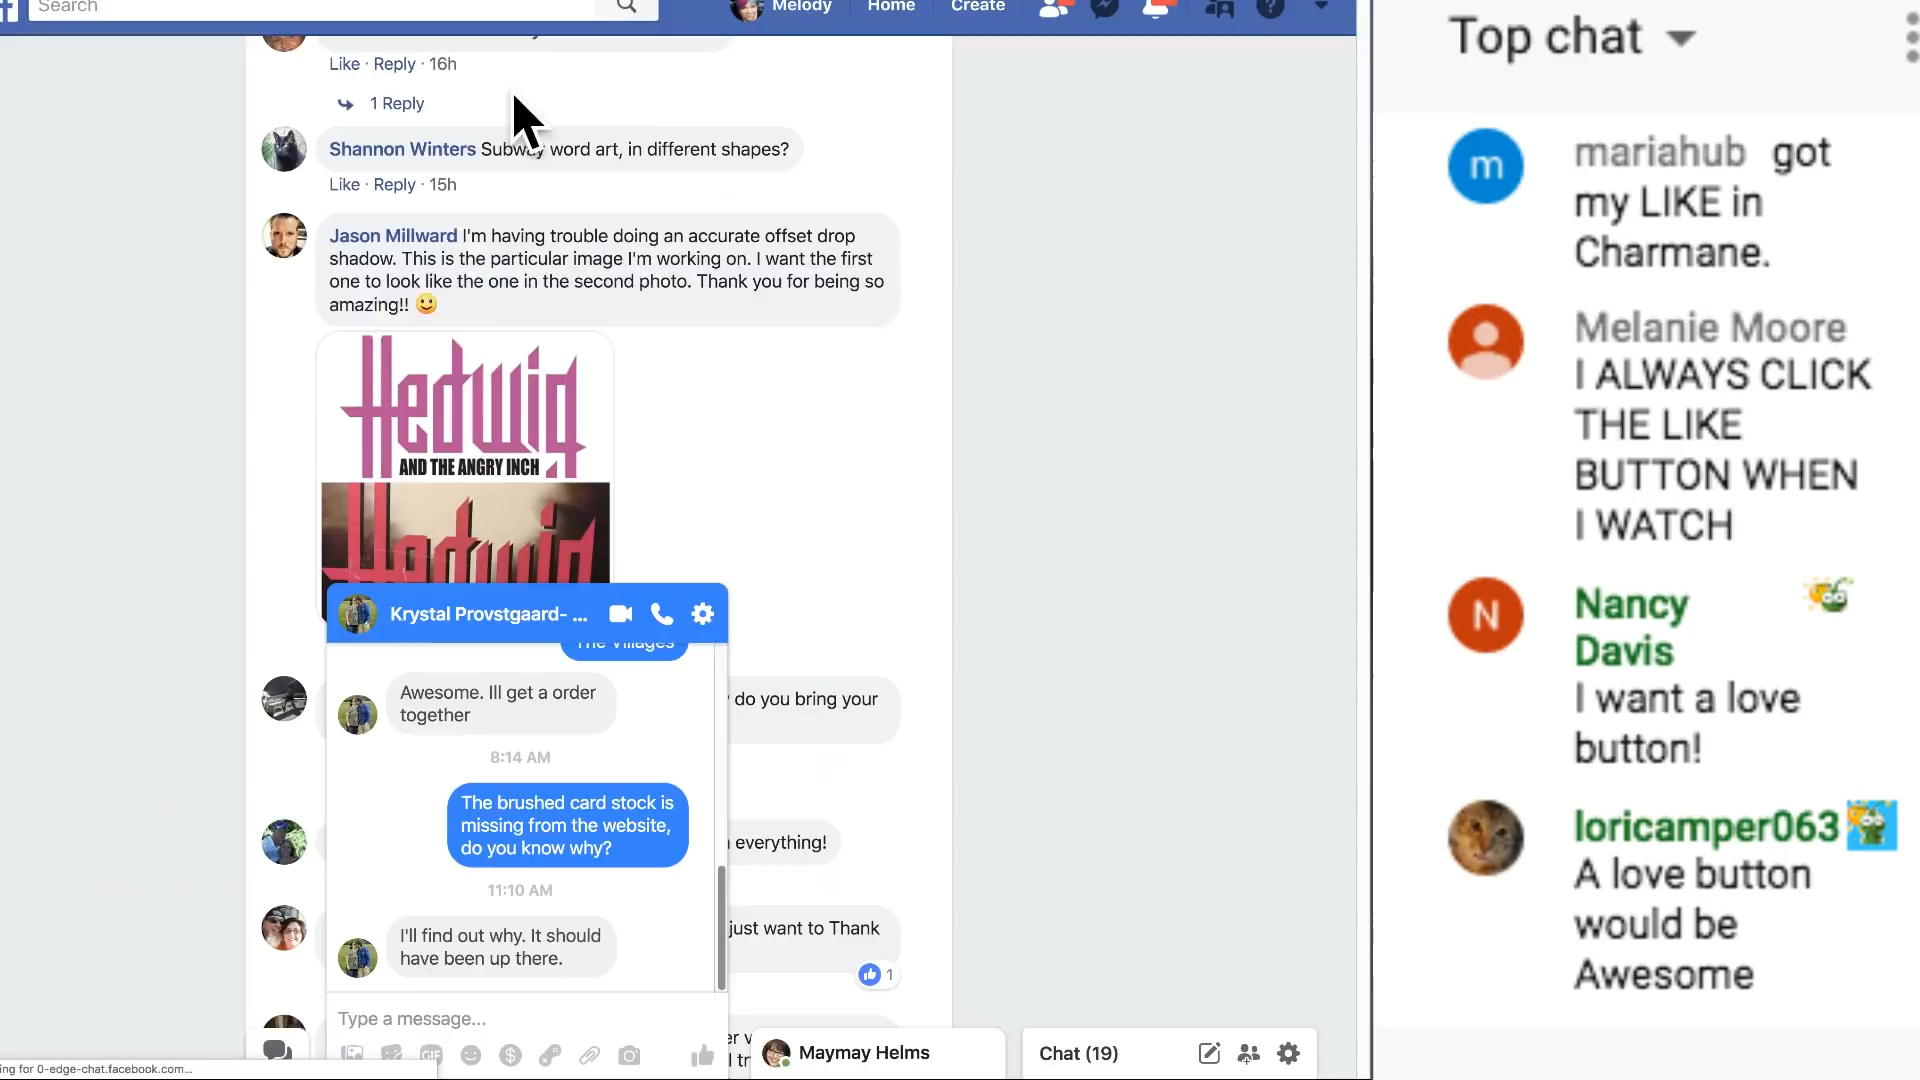 Search
Melody
Home
Create
Like · Reply · 16h
1 Reply
Shannon Winters Subway word art, in different shapes?
Like · Reply · 15h
Jason Millward I'm having trouble doing an accurate offset drop
shadow. This is the particular image I'm working on. I want the first
one to look like the one in the second photo. Thank you for being so
amazing!!
Hedwig
AND THE ANGRY INCH
Hedwig
Krystal Provstgaard- ...
The Villages
Awesome. Ill get a order
together
do you bring your
8:14 AM
The brushed card stock is
missing from the website,
do you know why?
everything!
11:10 AM
just want to Thank
I'll find out why. It should
have been up there.
1
Type a message...
GIF
Maymay Helms
Chat (19)
ing for 0-edge-chat.facebook.com...
Top chat
m
mariahub got
my LIKE in
Charmane.
Melanie Moore
I ALWAYS CLICK
THE LIKE
BUTTON WHEN
I WATCH
N
Nancy
Davis
I want a love
button!
loricamper063
A love button
would be
Awesome